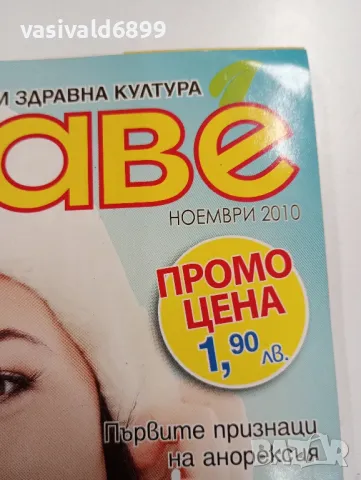 vasivald6899
И ЗДРАВНА КУЛТУРА
аве
НОЕМВРИ 2010
ПРОМО
ЦЕНА
1,90 лв.
Първите признаци
на анорексия